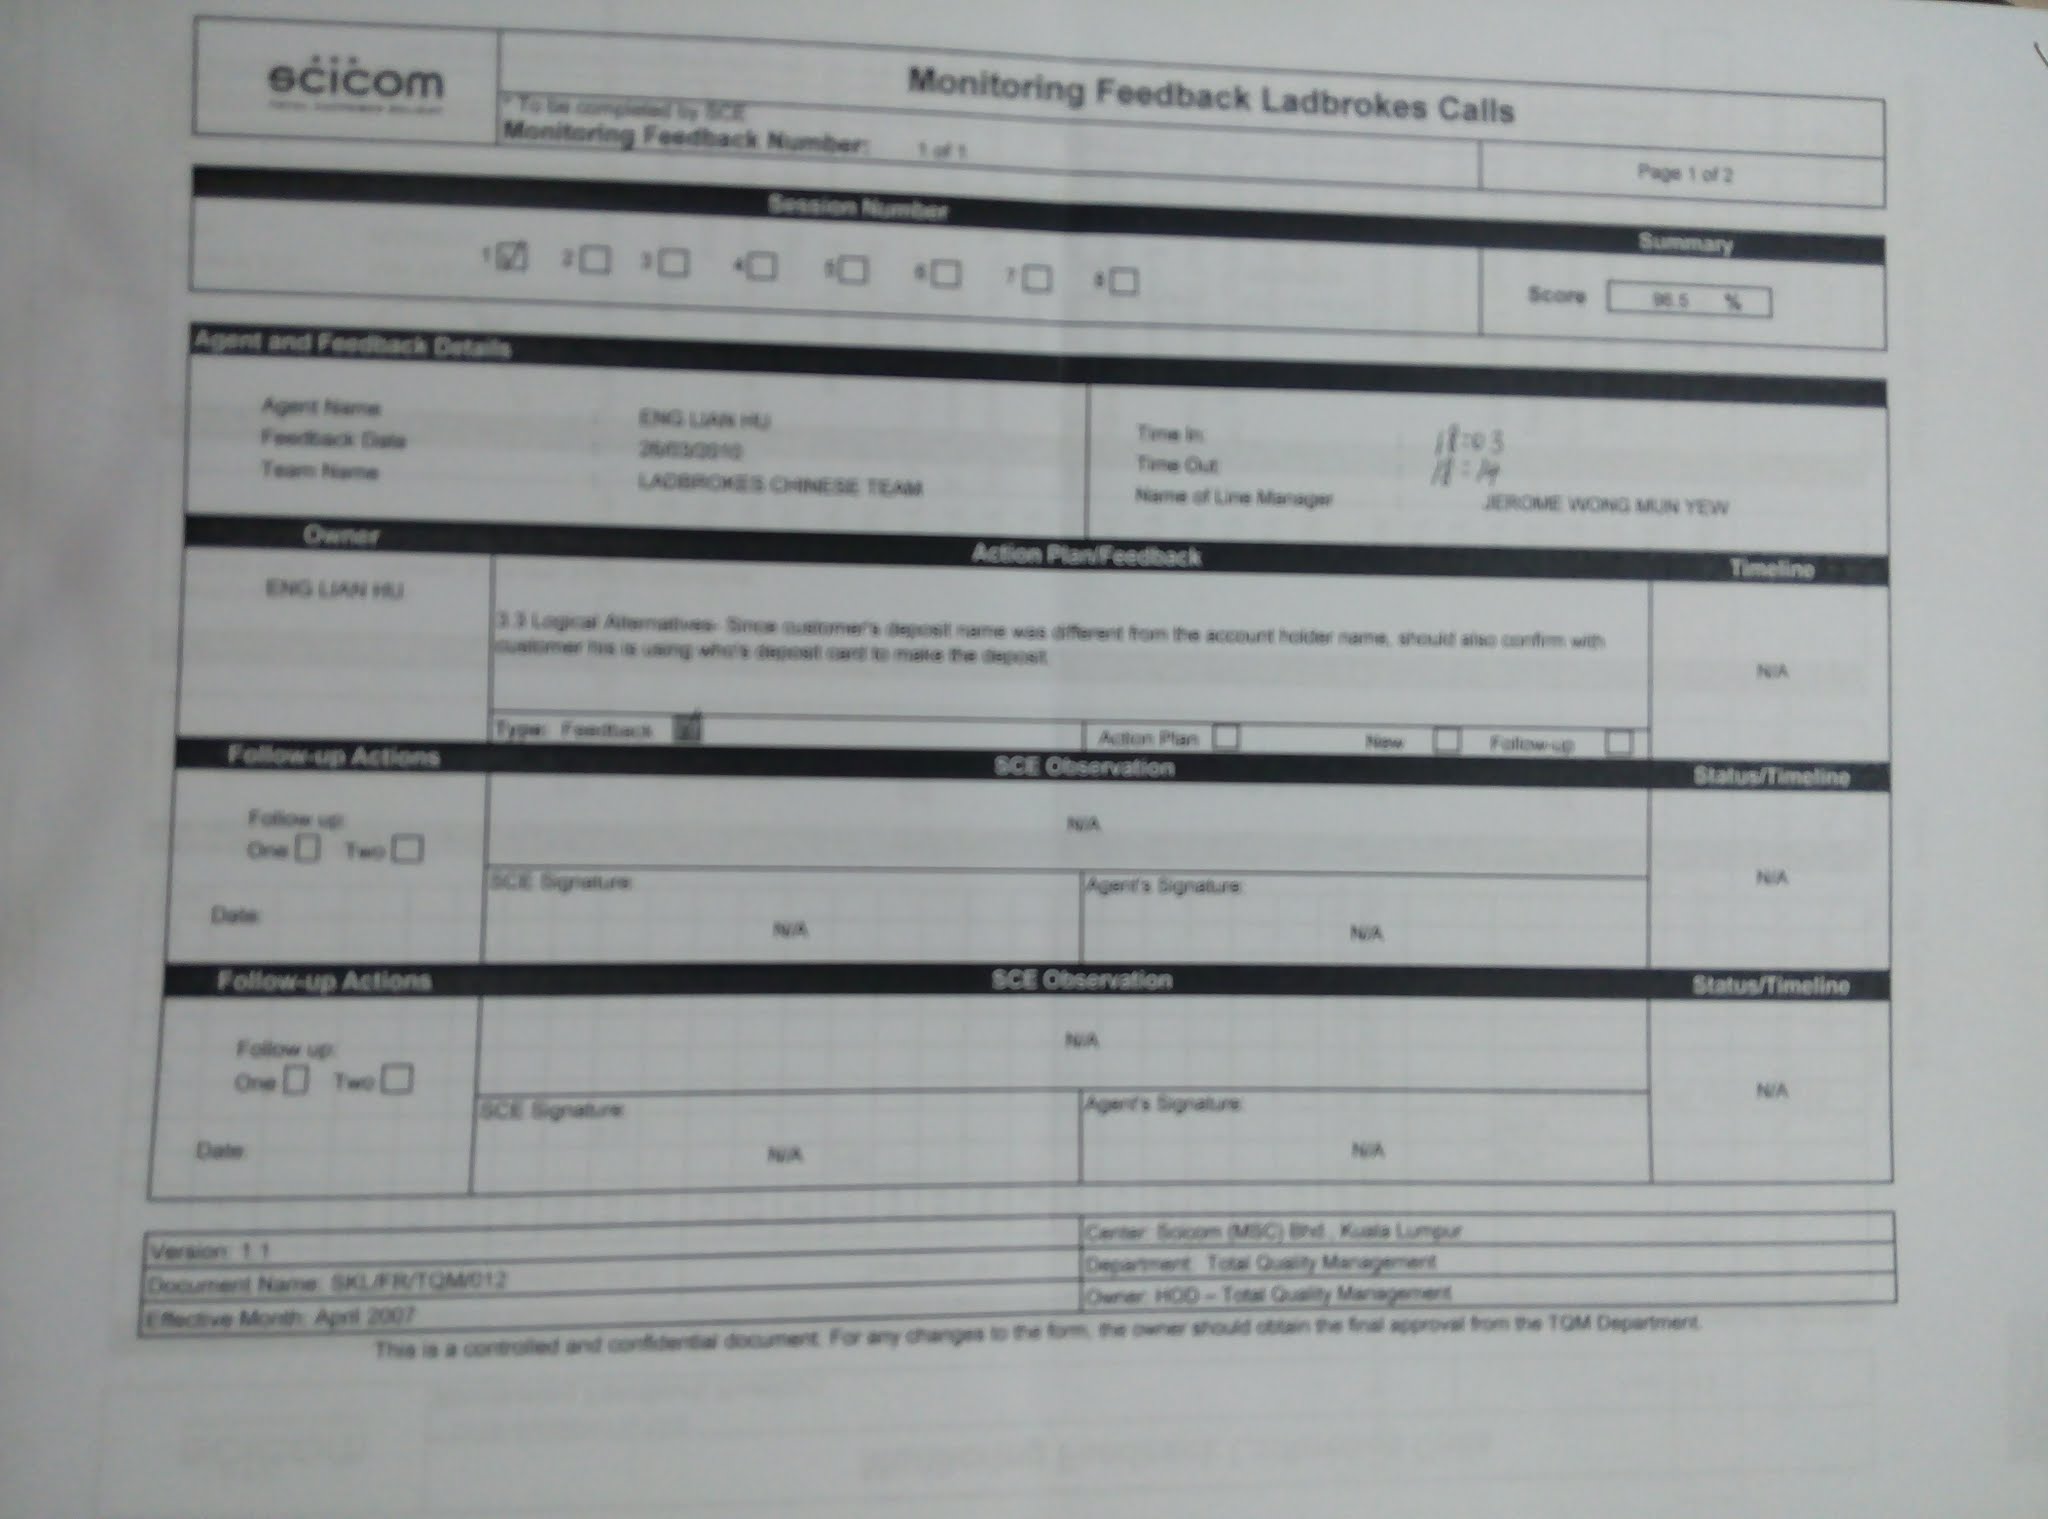 scicom
Monitoring Feedback Ladbrokes Calls
* To be completed by SCE
Monitoring Feedback Number: 1 of 1
Page 1 of 2
Session Number
Summary
1 2 3 4 5 6 7 8
Score 96.5 %
Agent and Feedback Details
Agent Name ENG LIAN HU
Feedback Date 26/03/2010
Team Name LADBROKES CHINESE TEAM
Time In: 18:03
Time Out: 18:19
Name of Line Manager JEROME WONG MUN YEW
Owner Action Plan/Feedback Timeline
ENG LIAN HU
3.3 Logical Alternatives- Since customer's deposit name was different from the account holder name, should also confirm with
customer his is using who's deposit card to make the deposit.
N/A
Type: Feedback Action Plan New Follow-up
Follow-up Actions SCE Observation Status/Timeline
Follow up:
One Two
N/A
SCE Signature: Agent's Signature:
N/A
Date:
N/A N/A
Follow-up Actions SCE Observation Status/Timeline
N/A
Follow up:
One Two
N/A
SCE Signature: Agent's Signature:
Date:
N/A N/A
Version: 1.1
Document Name: SKL/FR/TQM/012
Effective Month: April 2007
Center: Scicom (MSC) Bhd., Kuala Lumpur
Department: Total Quality Management
Owner: HOD – Total Quality Management
This is a controlled and confidential document. For any changes to the form, the owner should obtain the final approval from the TQM Department.